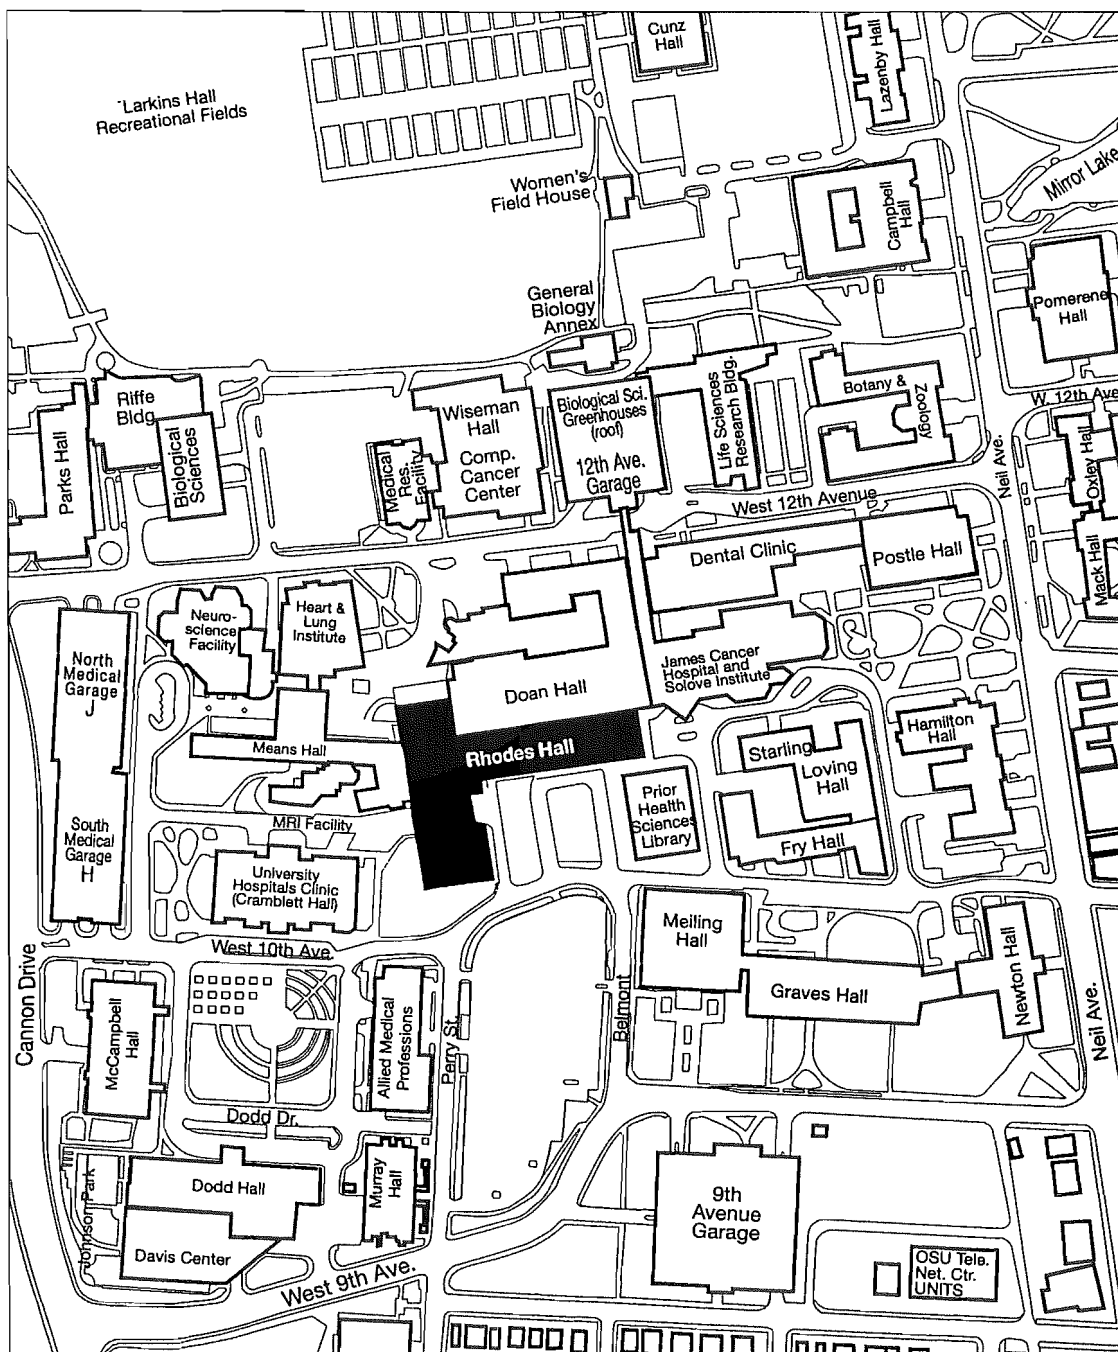 Cunz
Hall
Lazenby Hall
Larkins Hall
Recreational Fields
Women's
Field House
Mirror Lake
Campbell
Hall
General
Biology
Annex
Pomerene
Hall
Riffe
Bldg.
Parks Hall
Biological
Sciences
Wiseman
Hall
Comp.
Cancer
Center
Medical
Res.
Facility
Biological Sci.
Greenhouses
(roof)
12th Ave.
Garage
Life Sciences
Research Bldg.
Botany &
Zoology
W. 12th Ave
Neil Ave.
Oxley Hall
Mack Hall
West 12th Avenue
Dental Clinic
Postle Hall
Neuro-
science
Facility
Heart &
Lung
Institute
North
Medical
Garage
J
Doan Hall
James Cancer
Hospital and
Solove Institute
Means Hall
Rhodes Hall
Starling
Loving
Hall
Hamilton
Hall
Prior
Health
Sciences
Library
Fry Hall
MRI Facility
South
Medical
Garage
H
University
Hospitals Clinic
(Cramblett Hall)
West 10th Ave.
Cannon Drive
McCampbell
Hall
Allied Medical
Professions
Perry St.
Belmont
Meiling
Hall
Graves Hall
Newton Hall
Neil Ave.
Dodd Dr.
Johnson Park
Dodd Hall
Davis Center
Murray
Hall
West 9th Ave.
9th
Avenue
Garage
OSU Tele.
Net. Ctr.
UNITS